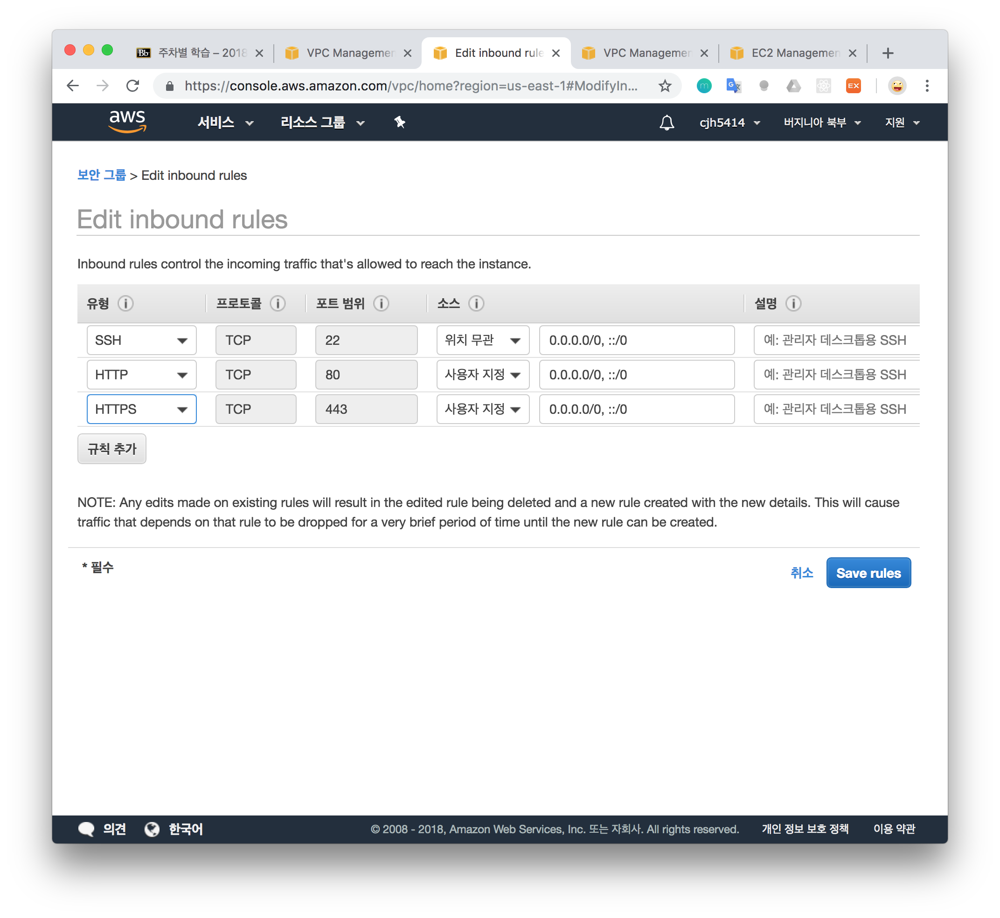 Bb 주차별 학습 – 2018
VPC Managemen
Edit inbound rule
VPC Managemen
EC2 Managemen
https://console.aws.amazon.com/vpc/home?region=us-east-1#ModifyIn...
m
G 文
EX
aws
서비스
리소스 그룹
cjh5414
버지니아 북부
지원
보안 그룹 > Edit inbound rules
Edit inbound rules
Inbound rules control the incoming traffic that's allowed to reach the instance.
유형 i 프로토콜 i 포트 범위 i 소스 i 설명 i
SSH TCP 22 위치 무관 0.0.0.0/0, ::/0 예: 관리자 데스크톱용 SSH
HTTP TCP 80 사용자 지정 0.0.0.0/0, ::/0 예: 관리자 데스크톱용 SSH
HTTPS TCP 443 사용자 지정 0.0.0.0/0, ::/0 예: 관리자 데스크톱용 SSH
규칙 추가
NOTE: Any edits made on existing rules will result in the edited rule being deleted and a new rule created with the new details. This will cause
traffic that depends on that rule to be dropped for a very brief period of time until the new rule can be created.
* 필수
취소
Save rules
의견
한국어
© 2008 - 2018, Amazon Web Services, Inc. 또는 자회사. All rights reserved.
개인 정보 보호 정책
이용 약관